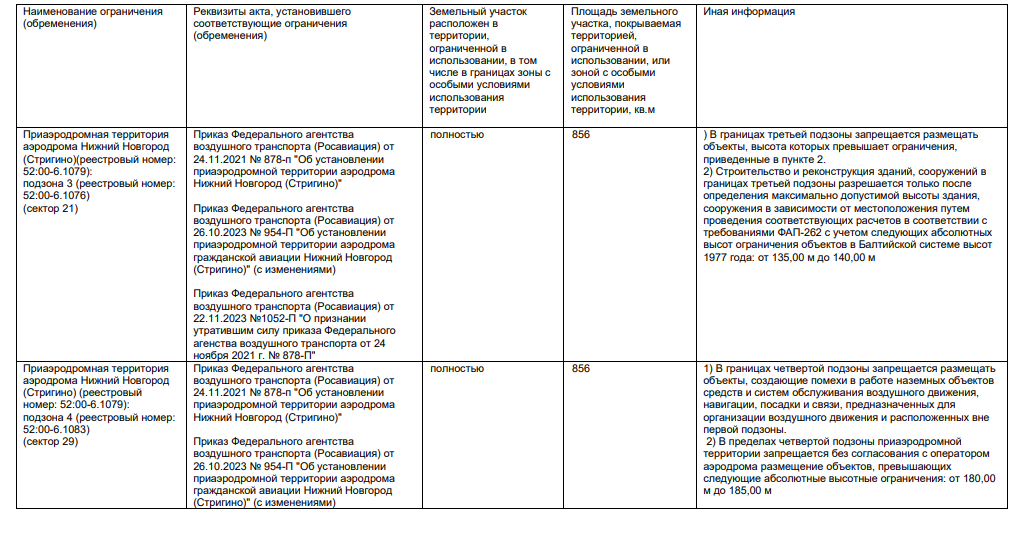 Наименование ограничения
(обременения)
Реквизиты акта, установившего
соответствующие ограничения
(обременения)
Земельный участок
расположен в
территории,
ограниченной в
использовании, в том
числе в границах зоны с
особыми условиями
использования
территории
Площадь земельного
участка, покрываемая
территорией,
ограниченной в
использовании, или
зоной с особыми
условиями
использования
территории, кв.м
Иная информация
Приаэродромная территория
аэродрома Нижний Новгород
(Стригино)(реестровый номер:
52:00-6.1079):
подзона 3 (реестровый номер:
52:00-6.1076)
(сектор 21)
Приказ Федерального агентства
воздушного транспорта (Росавиация) от
24.11.2021 № 878-п "Об установлении
приаэродромной территории аэродрома
Нижний Новгород (Стригино)"
Приказ Федерального агентства
воздушного транспорта (Росавиация) от
26.10.2023 № 954-П "Об установлении
приаэродромной территории аэродрома
гражданской авиации Нижний Новгород
(Стригино)" (с изменениями)
Приказ Федерального агентства
воздушного транспорта (Росавиация) от
22.11.2023 №1052-П "О признании
утратившим силу приказа Федерального
агенства воздушного транспорта от 24
ноября 2021 г. № 878-П"
полностью
856
) В границах третьей подзоны запрещается размещать
объекты, высота которых превышает ограничения,
приведенные в пункте 2.
2) Строительство и реконструкция зданий, сооружений в
границах третьей подзоны разрешается только после
определения максимально допустимой высоты здания,
сооружения в зависимости от местоположения путем
проведения соответствующих расчетов в соответствии с
требованиями ФАП-262 с учетом следующих абсолютных
высот ограничения объектов в Балтийской системе высот
1977 года: от 135,00 м до 140,00 м
Приаэродромная территория
аэродрома Нижний Новгород
(Стригино) (реестровый
номер: 52:00-6.1079):
подзона 4 (реестровый номер:
52:00-6.1083)
(сектор 29)
Приказ Федерального агентства
воздушного транспорта (Росавиация) от
24.11.2021 № 878-п "Об установлении
приаэродромной территории аэродрома
Нижний Новгород (Стригино)"
Приказ Федерального агентства
воздушного транспорта (Росавиация) от
26.10.2023 № 954-П "Об установлении
приаэродромной территории аэродрома
гражданской авиации Нижний Новгород
(Стригино)" (с изменениями)
полностью
856
1) В границах четвертой подзоны запрещается размещать
объекты, создающие помехи в работе наземных объектов
средств и систем обслуживания воздушного движения,
навигации, посадки и связи, предназначенных для
организации воздушного движения и расположенных вне
первой подзоны.
2) В пределах четвертой подзоны приаэродромной
территории запрещается без согласования с оператором
аэродрома размещение объектов, превышающих
следующие абсолютные высотные ограничения: от 180,00
м до 185,00 м